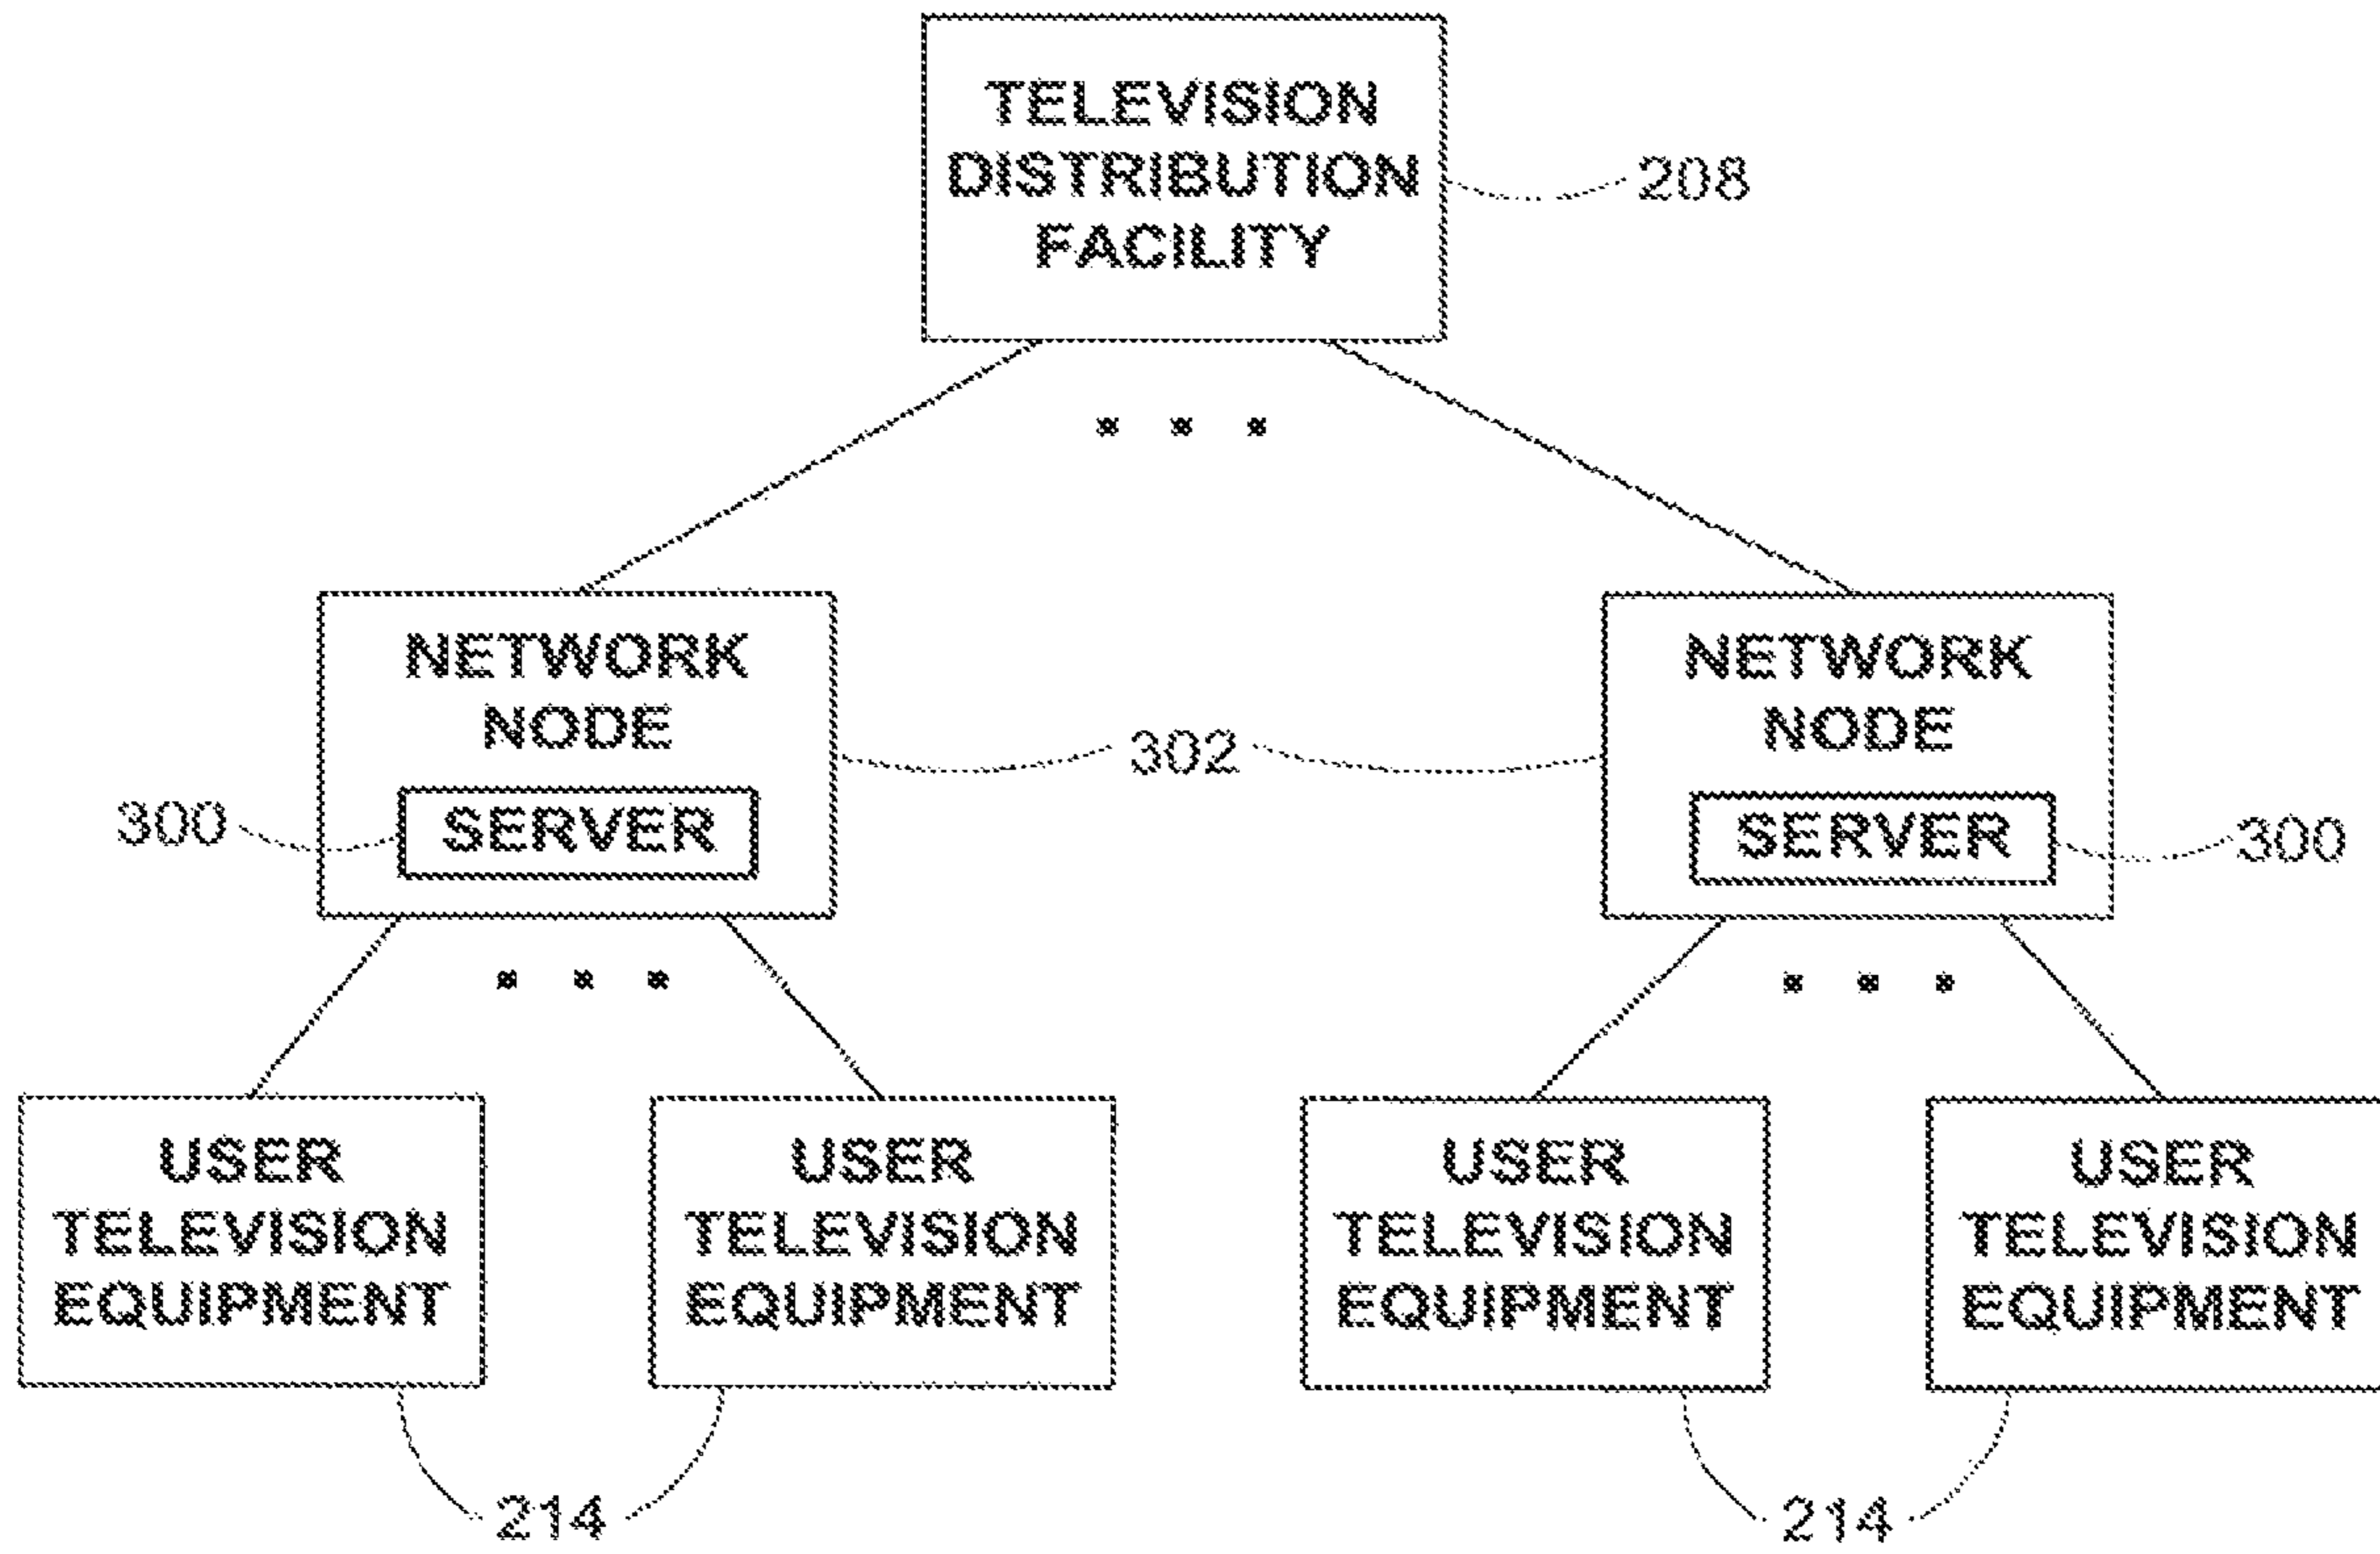 TELEVISION
DISTRIBUTION
FACILITY
208
NETWORK
NODE
SERVER
300
302
NETWORK
NODE
SERVER
300
USER
TELEVISION
EQUIPMENT
USER
TELEVISION
EQUIPMENT
214
USER
TELEVISION
EQUIPMENT
USER
TELEVISION
EQUIPMENT
214